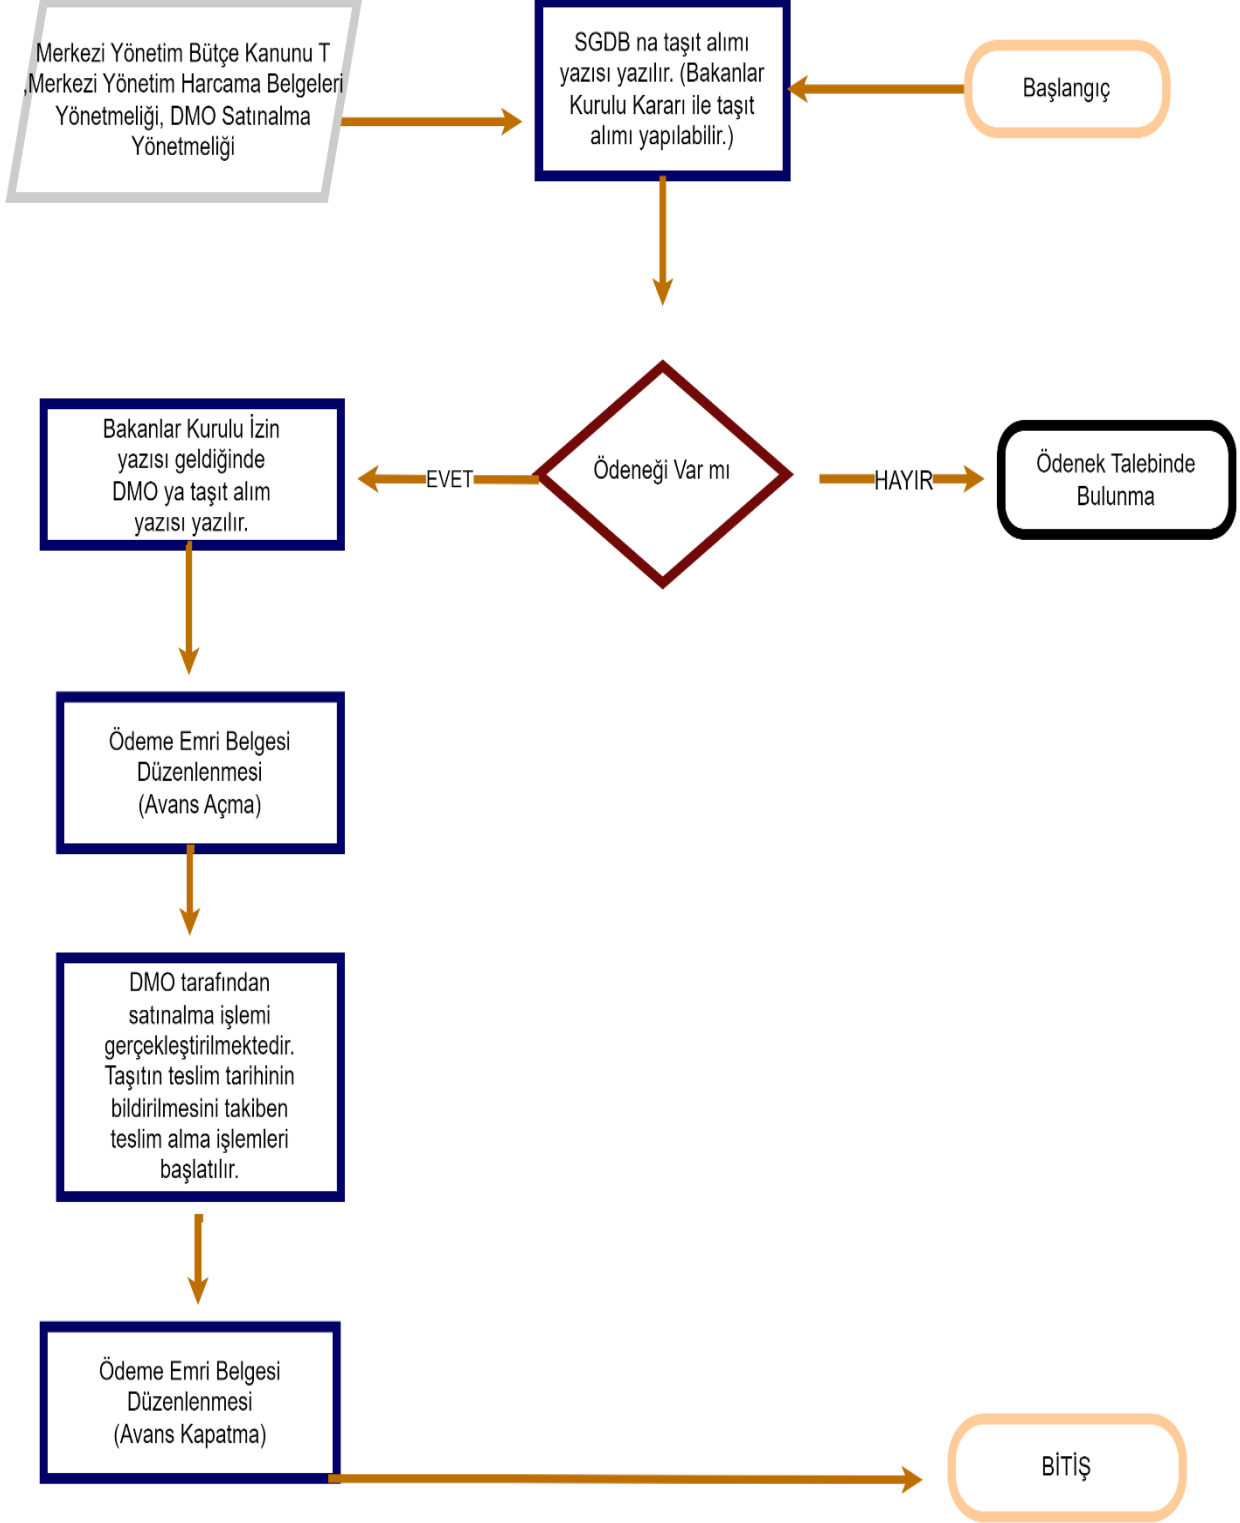 Merkezi Yönetim Bütçe Kanunu T
,Merkezi Yönetim Harcama Belgeleri
Yönetmeliği, DMO Satınalma
Yönetmeliği
SGDB na taşıt alımı
yazısı yazılır. (Bakanlar
Kurulu Kararı ile taşıt
alımı yapılabilir.)
Başlangıç
Bakanlar Kurulu İzin
yazısı geldiğinde
DMO ya taşıt alım
yazısı yazılır.
EVET
Ödeneği Var mı
HAYIR
Ödenek Talebinde
Bulunma
Ödeme Emri Belgesi
Düzenlenmesi
(Avans Açma)
DMO tarafından
satınalma işlemi
gerçekleştirilmektedir.
Taşıtın teslim tarihinin
bildirilmesini takiben
teslim alma işlemleri
başlatılır.
Ödeme Emri Belgesi
Düzenlenmesi
(Avans Kapatma)
BİTİŞ